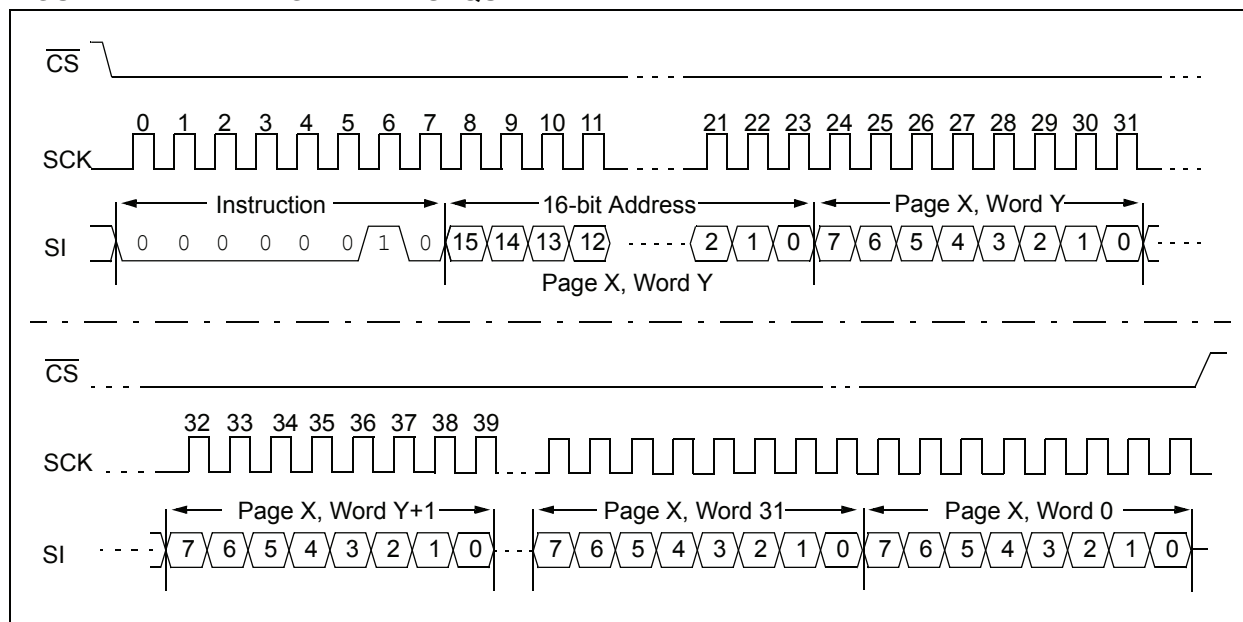 CS
0 1 2 3 4 5 6 7 8 9 10 11 21 22 23 24 25 26 27 28 29 30 31
SCK
Instruction 16-bit Address Page X, Word Y
SI 0 0 0 0 0 0 1 0 15 14 13 12 2 1 0 7 6 5 4 3 2 1 0
Page X, Word Y
CS
32 33 34 35 36 37 38 39
SCK
Page X, Word Y+1 Page X, Word 31 Page X, Word 0
SI 7 6 5 4 3 2 1 0 7 6 5 4 3 2 1 0 7 6 5 4 3 2 1 0